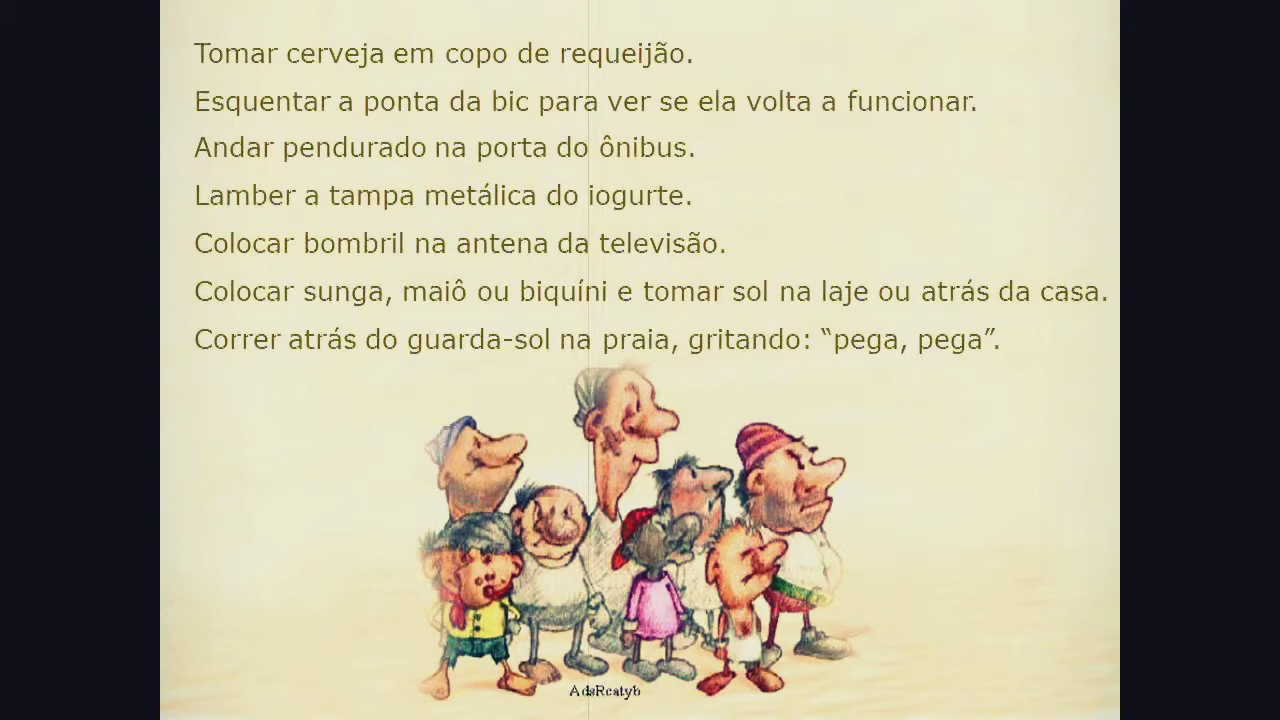 Tomar cerveja em copo de requeijão.
Esquentar a ponta da bic para ver se ela volta a funcionar.
Andar pendurado na porta do ônibus.
Lamber a tampa metálica do iogurte.
Colocar bombril na antena da televisão.
Colocar sunga, maiô ou biquíni e tomar sol na laje ou atrás da casa.
Correr atrás do guarda-sol na praia, gritando: “pega, pega”.